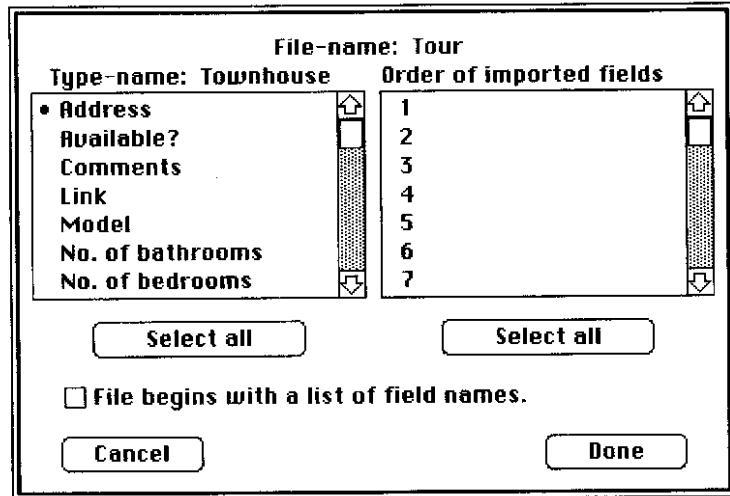 File-name: Tour
Type-name: Townhouse
Order of imported fields
• Address
Available?
Comments
Link
Model
No. of bathrooms
No. of bedrooms
1
2
3
4
5
6
7
Select all
Select all
File begins with a list of field names.
Cancel
Done